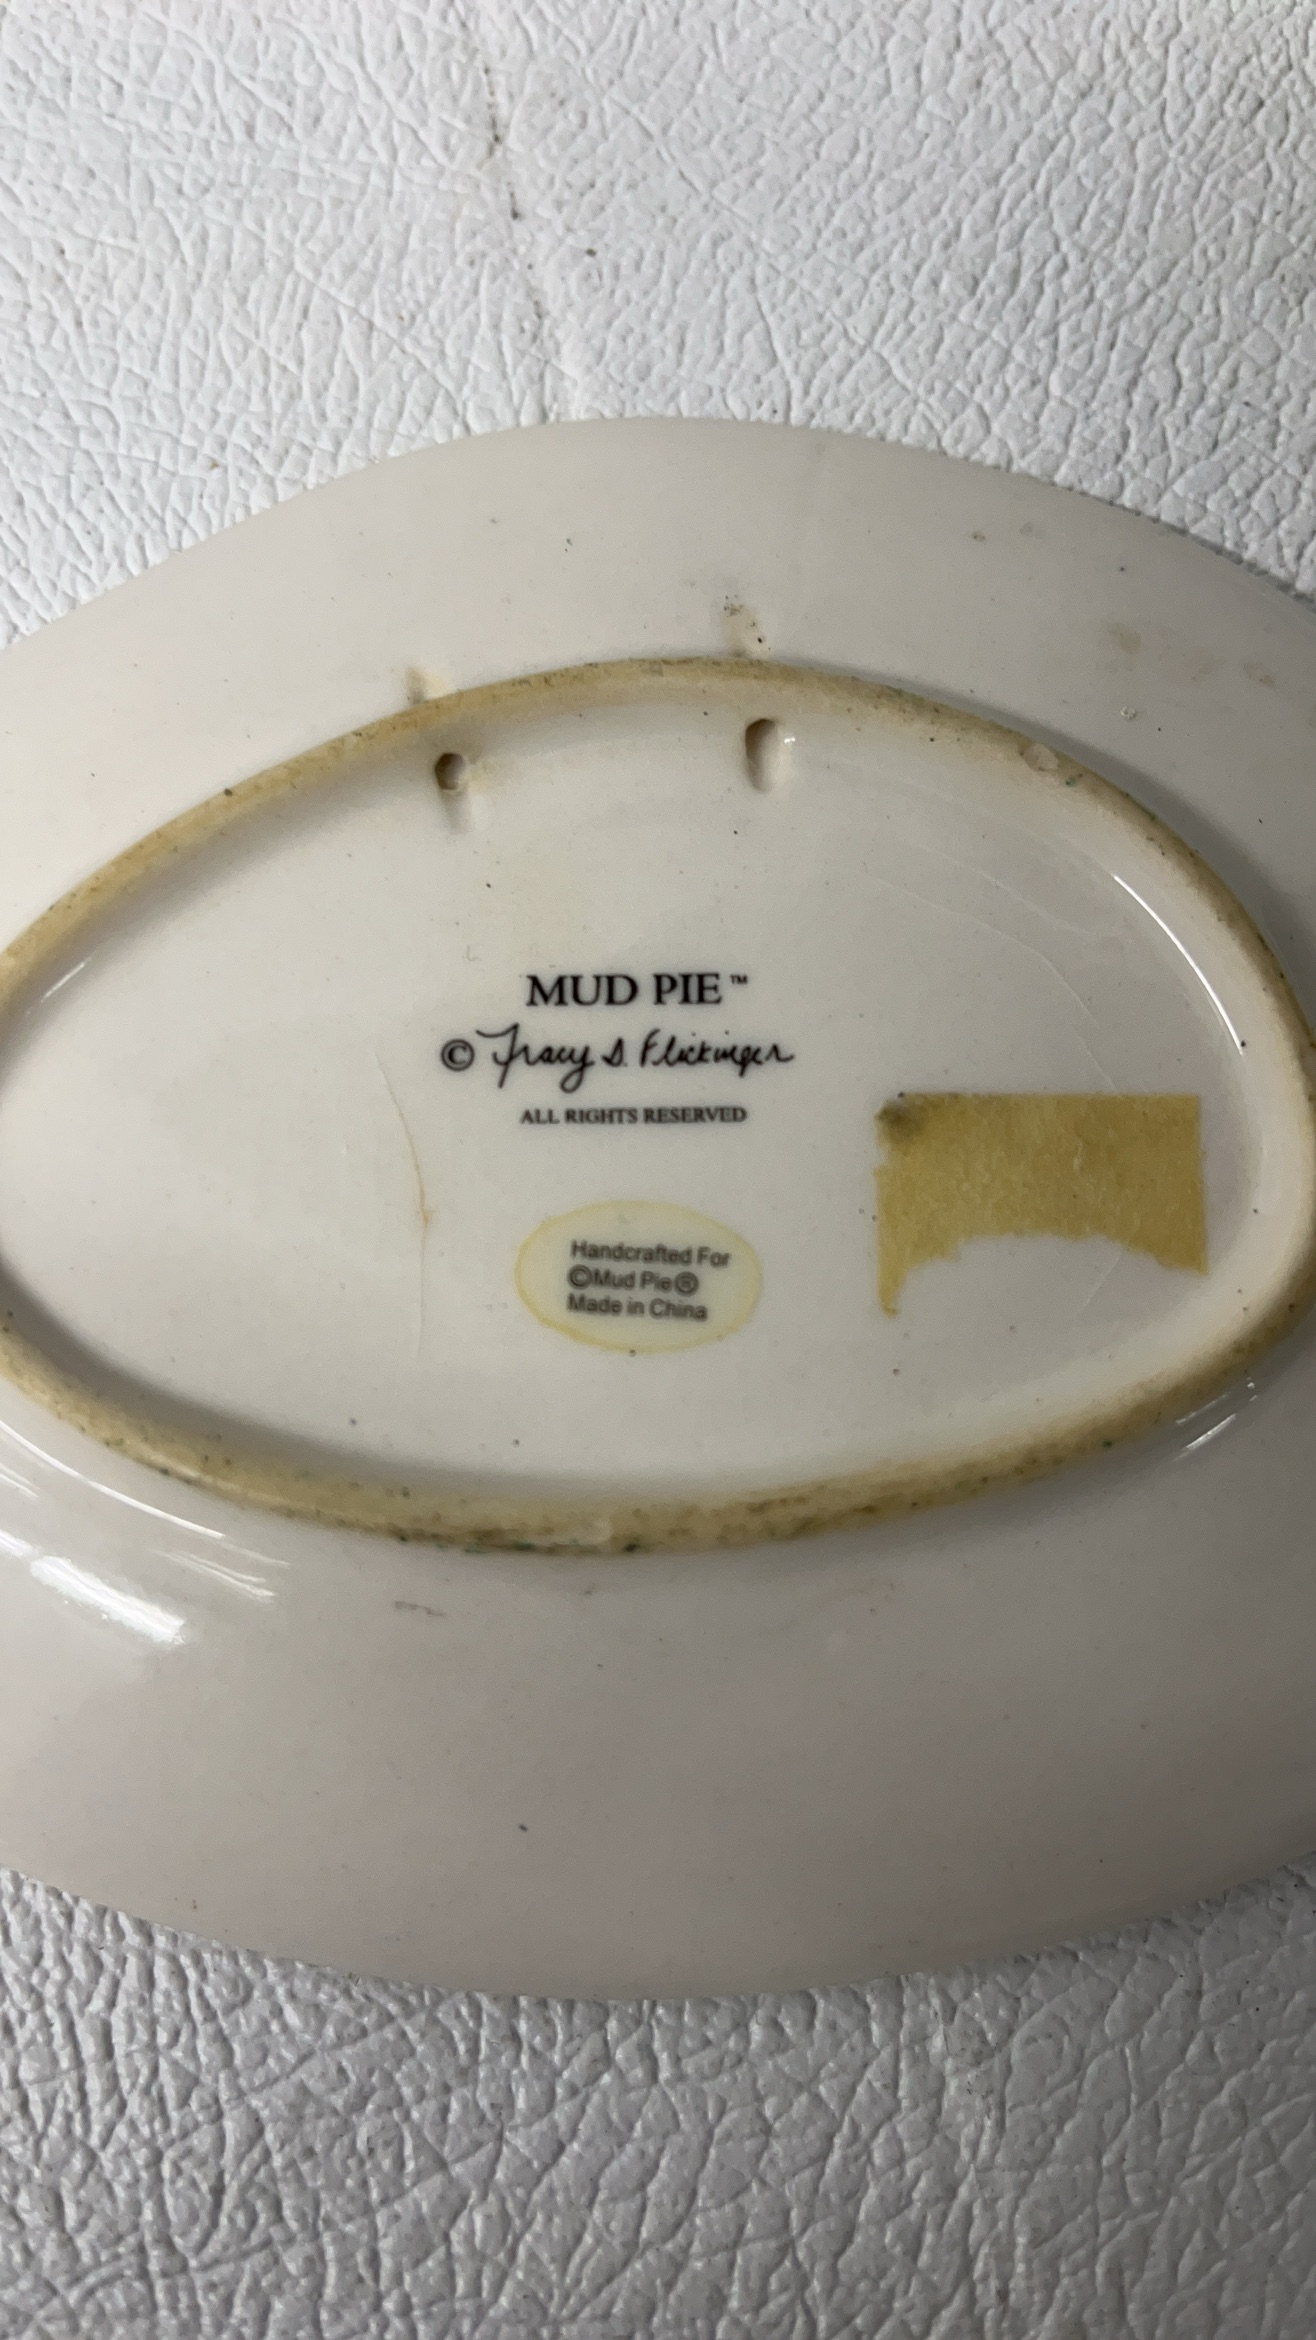 MUD PIE™
© Tracy D. Flickinger
ALL RIGHTS RESERVED
Handcrafted For
©Mud Pie®
Made in China